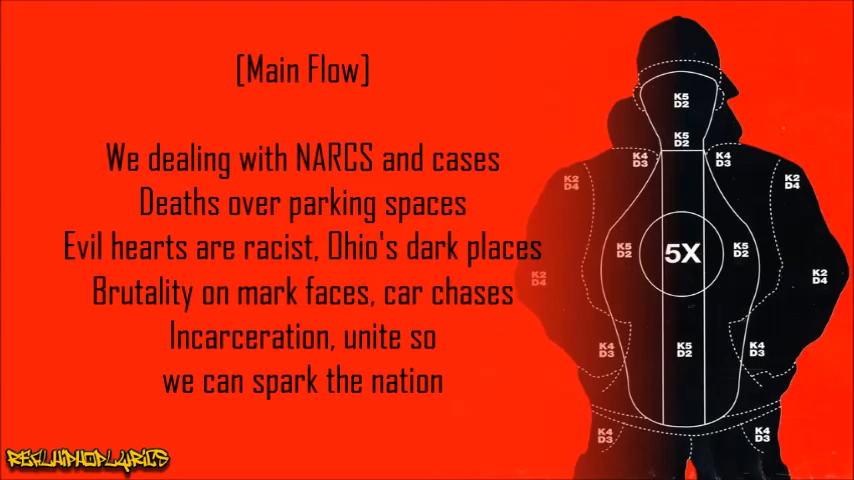 [Main Flow]
We dealing with NARCS and cases
Deaths over parking spaces
Evil hearts are racist, Ohio's dark places
Brutality on mark faces, car chases
Incarceration, unite so
we can spark the nation
K5
D2
K5
D2
K4
D3
K4
D3
K2
D4
K2
D4
K5
D2
5X
K5
D2
K2
D4
K2
D4
K4
D3
K5
D2
K4
D3
K4
D3
K4
D3
REALHIPHOPLYRICS